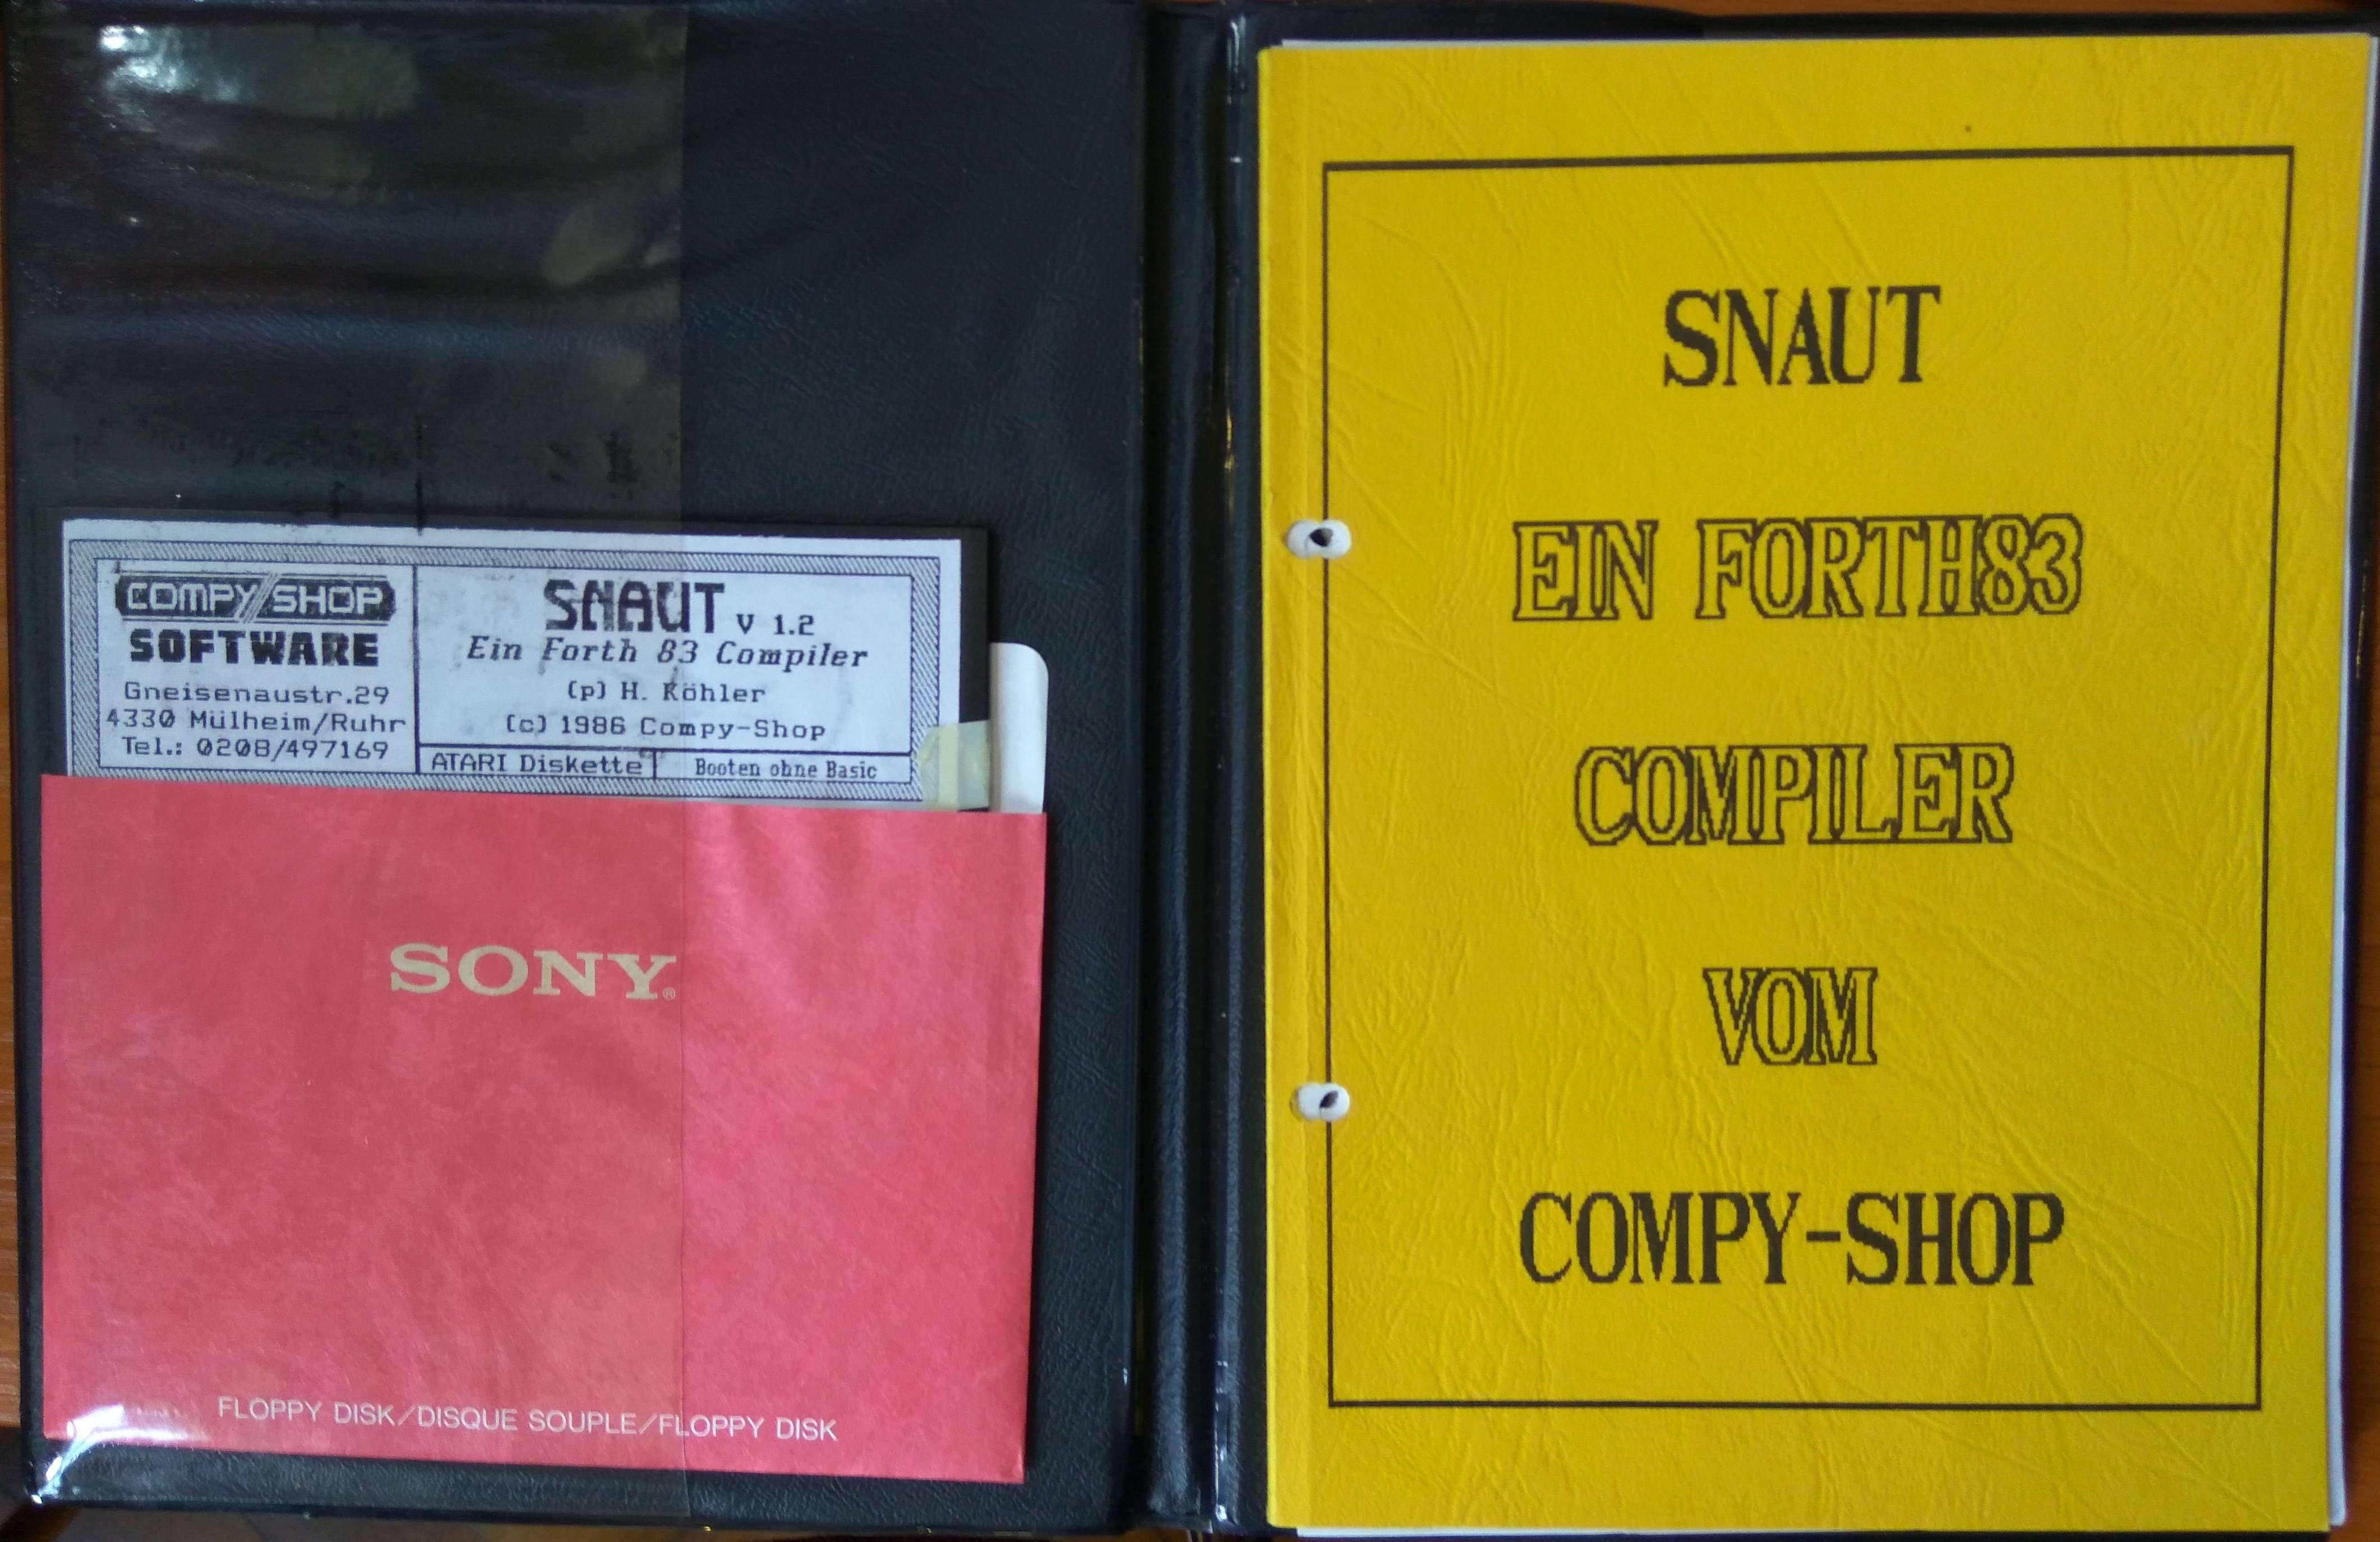 COMPY//SHOP
SOFTWARE
Gneisenaustr.29
4330 Mülheim/Ruhr
Tel.: 0208/497169
SNAUT V 1.2
Ein Forth 83 Compiler
(p) H. Köhler
(c) 1986 Compy-Shop
ATARI Diskette
Booten ohne Basic
SONY®
FLOPPY DISK/DISQUE SOUPLE/FLOPPY DISK
SNAUT
EIN FORTH83
COMPILER
VOM
COMPY-SHOP